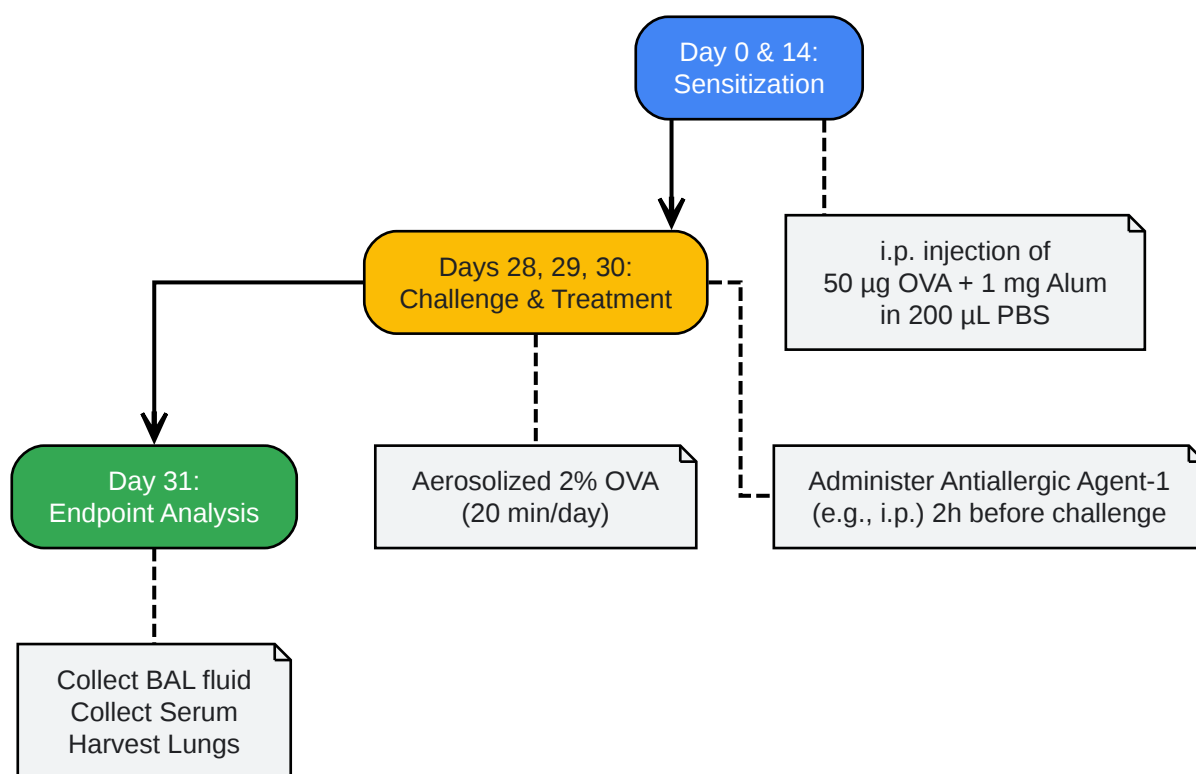 Day 0 & 14:
Sensitization
i.p. injection of
50 µg OVA + 1 mg Alum
in 200 µL PBS
Days 28, 29, 30:
Challenge & Treatment
Aerosolized 2% OVA
(20 min/day)
Administer Antiallergic Agent-1
(e.g., i.p.) 2h before challenge
Day 31:
Endpoint Analysis
Collect BAL fluid
Collect Serum
Harvest Lungs